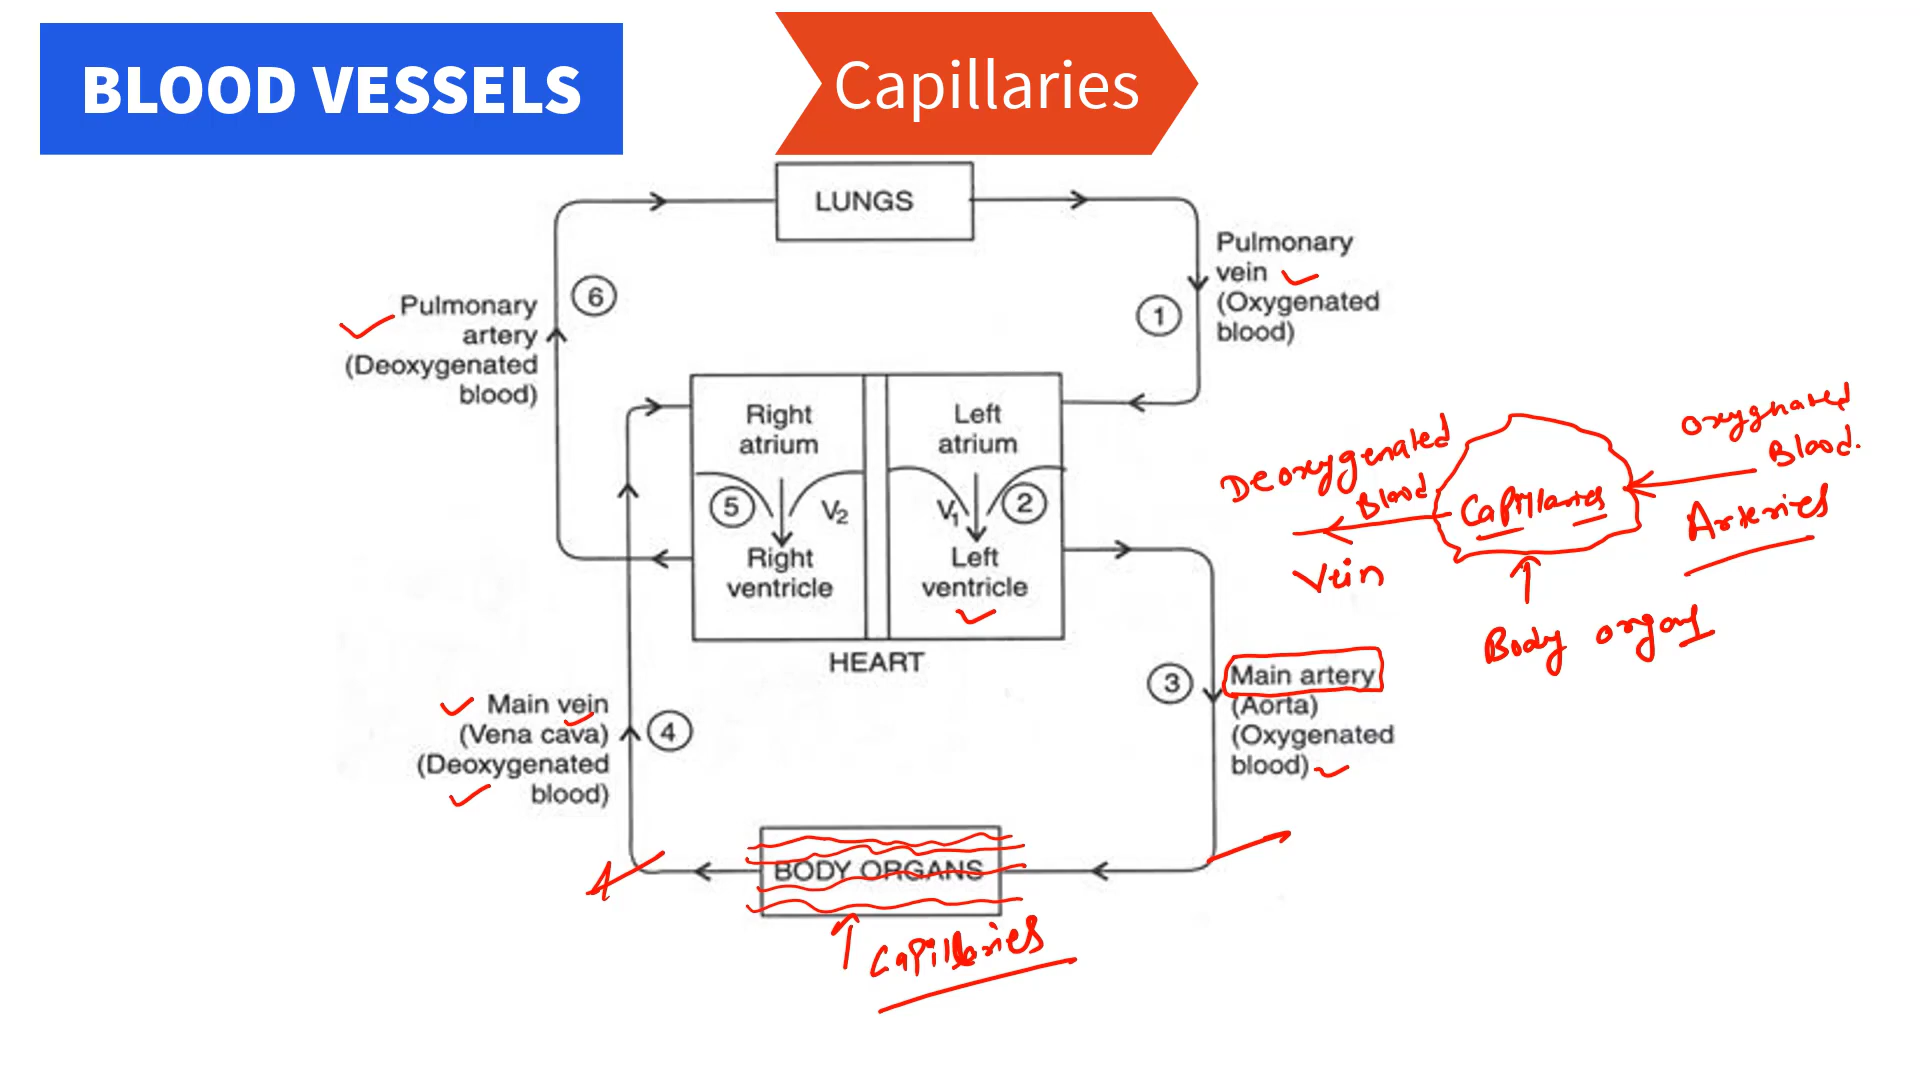 BLOOD VESSELS
Capillaries
LUNGS
Pulmonary
vein
(Oxygenated
blood)
1
6
Pulmonary
artery
(Deoxygenated
blood)
Right
atrium
Left
atrium
5
V2
V1
2
Right
ventricle
Left
ventricle
HEART
Deoxygenated
Blood
Vein
Capillaries
Oxygnated
Blood.
Arteries
Body organs
3
Main artery
(Aorta)
(Oxygenated
blood)
Main vein
(Vena cava)
(Deoxygenated
blood)
4
BODY ORGANS
Capillaries